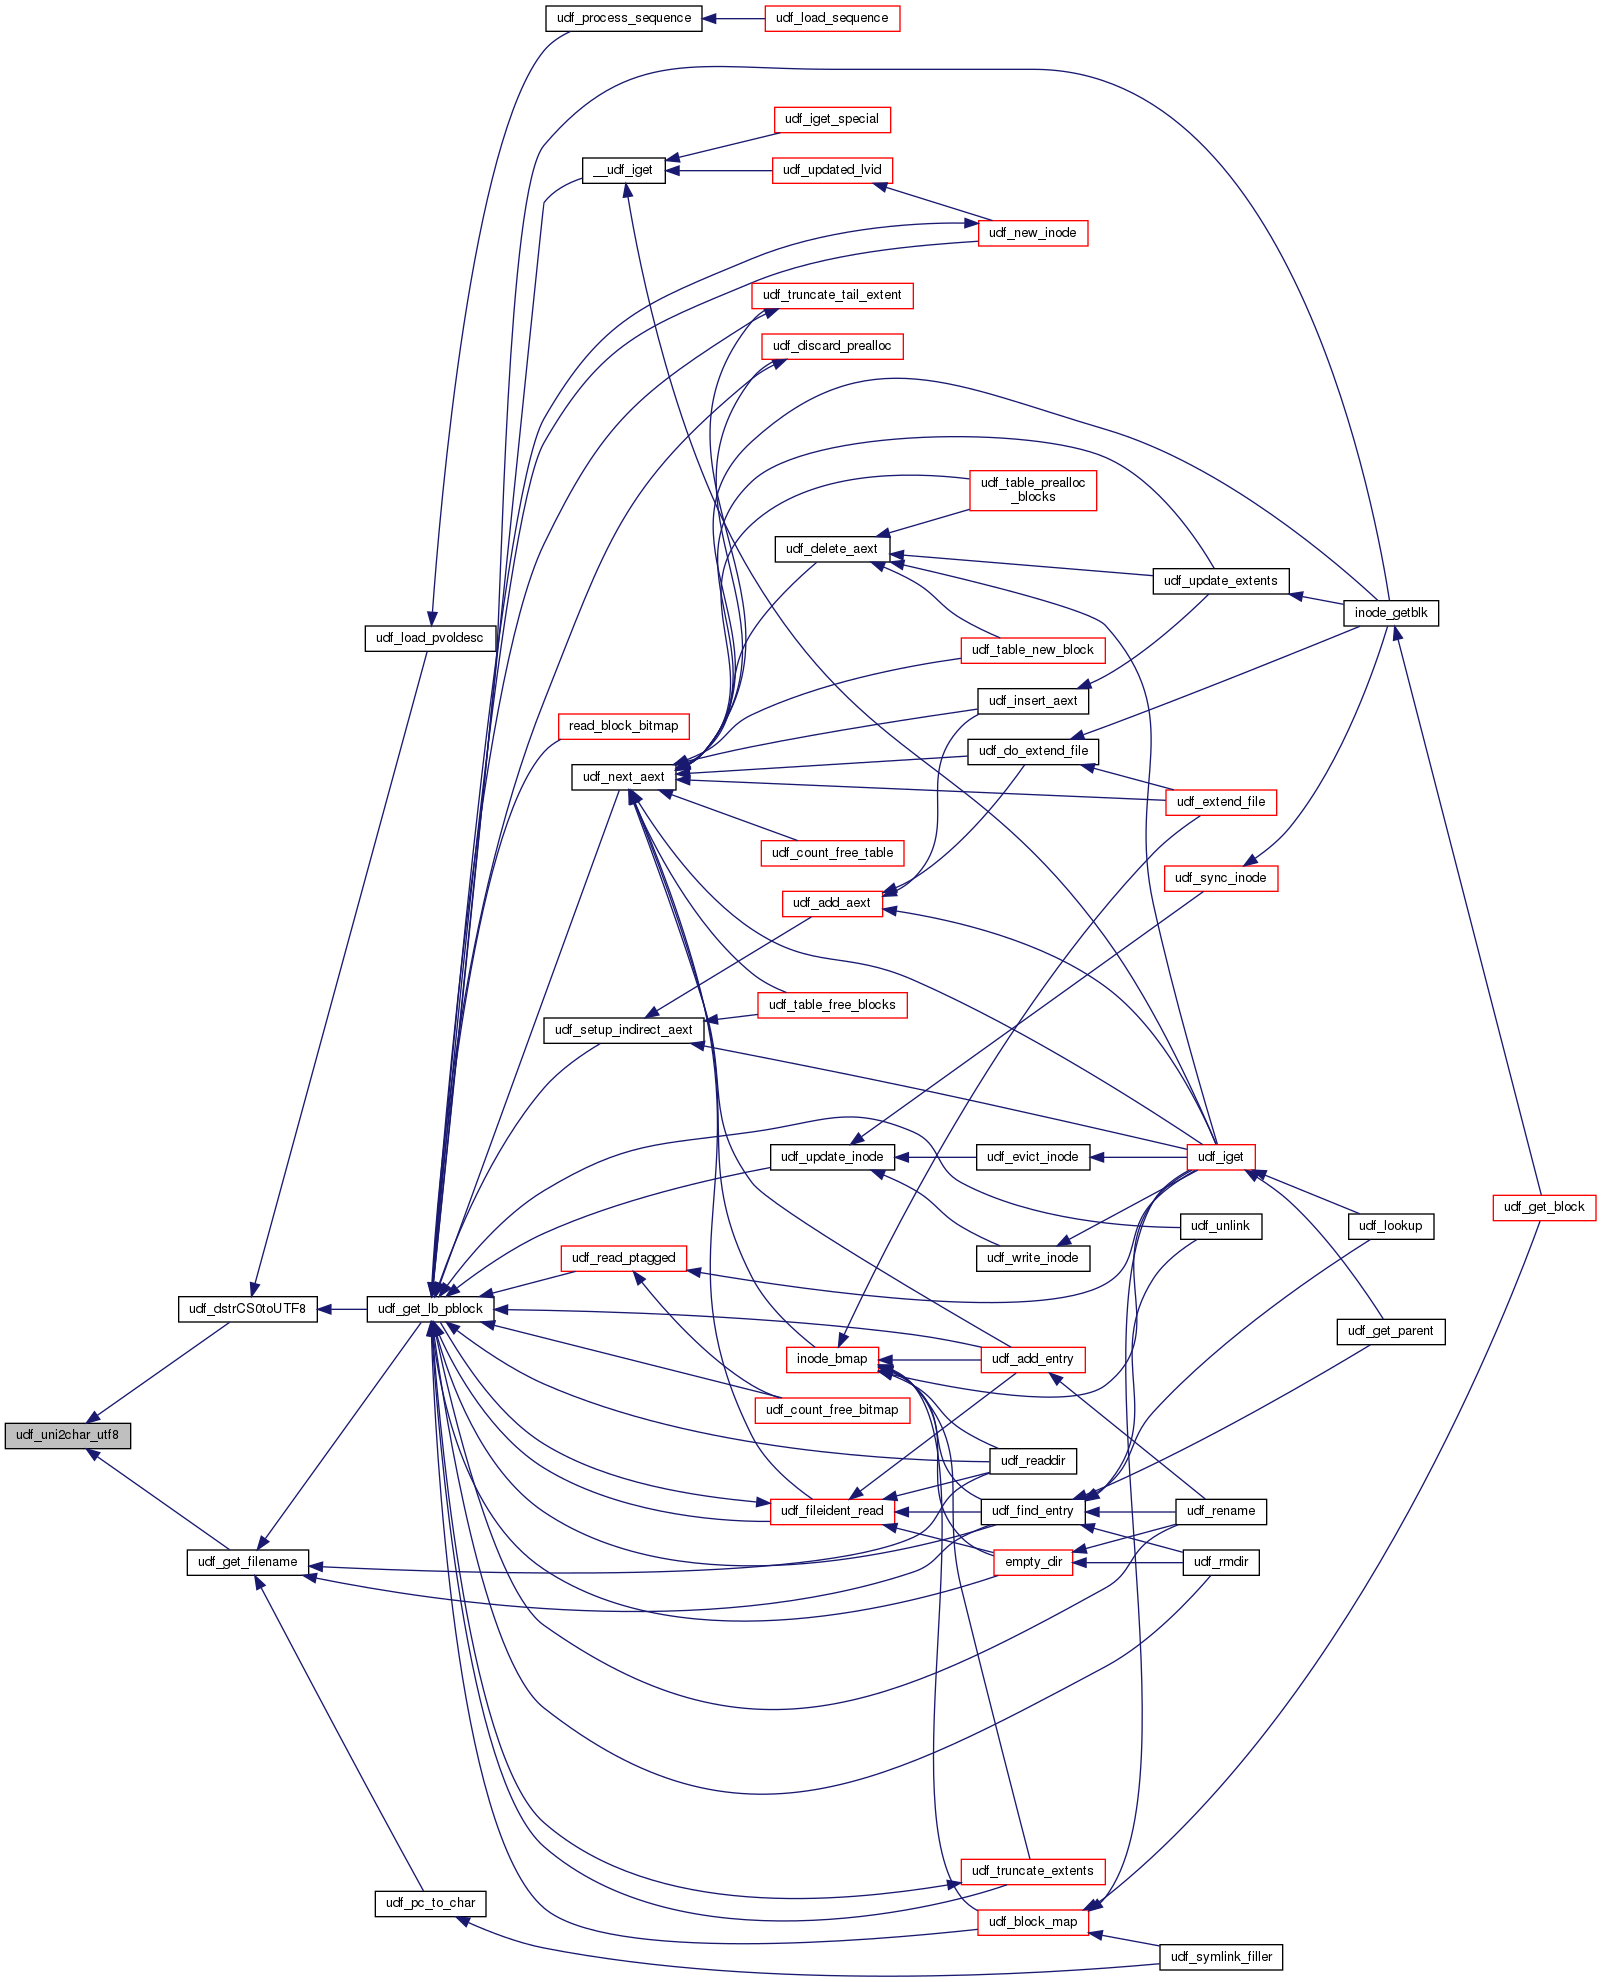 udf_process_sequence
udf_load_sequence
udf_iget_special
__udf_iget
udf_updated_lvid
udf_new_inode
udf_truncate_tail_extent
udf_discard_prealloc
udf_table_prealloc
_blocks
udf_delete_aext
udf_update_extents
inode_getblk
udf_load_pvoldesc
udf_table_new_block
udf_insert_aext
read_block_bitmap
udf_do_extend_file
udf_next_aext
udf_extend_file
udf_count_free_table
udf_sync_inode
udf_add_aext
udf_table_free_blocks
udf_setup_indirect_aext
udf_update_inode
udf_evict_inode
udf_iget
udf_get_block
udf_unlink
udf_lookup
udf_read_ptagged
udf_write_inode
udf_dstrCS0toUTF8
udf_get_lb_pblock
udf_get_parent
inode_bmap
udf_add_entry
udf_count_free_bitmap
udf_uni2char_utf8
udf_readdir
udf_fileident_read
udf_find_entry
udf_rename
udf_get_filename
empty_dir
udf_rmdir
udf_truncate_extents
udf_pc_to_char
udf_block_map
udf_symlink_filler